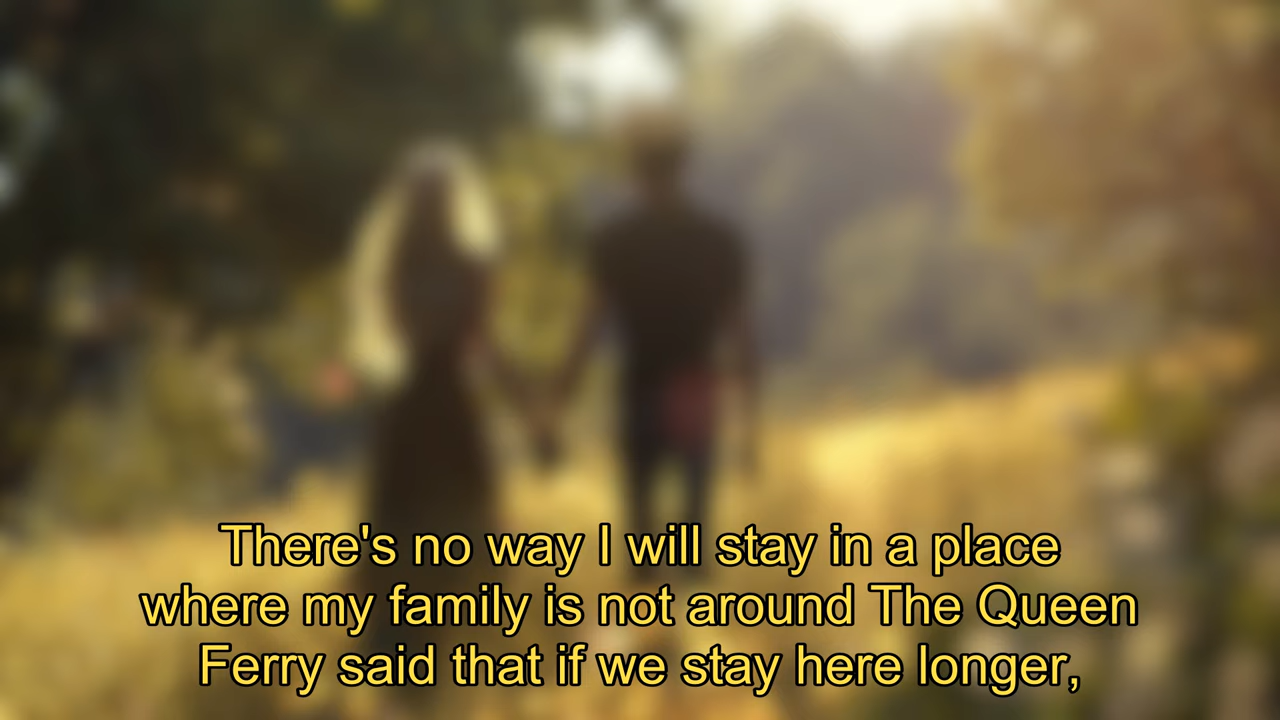 There's no way I will stay in a place
where my family is not around The Queen
Ferry said that if we stay here longer,